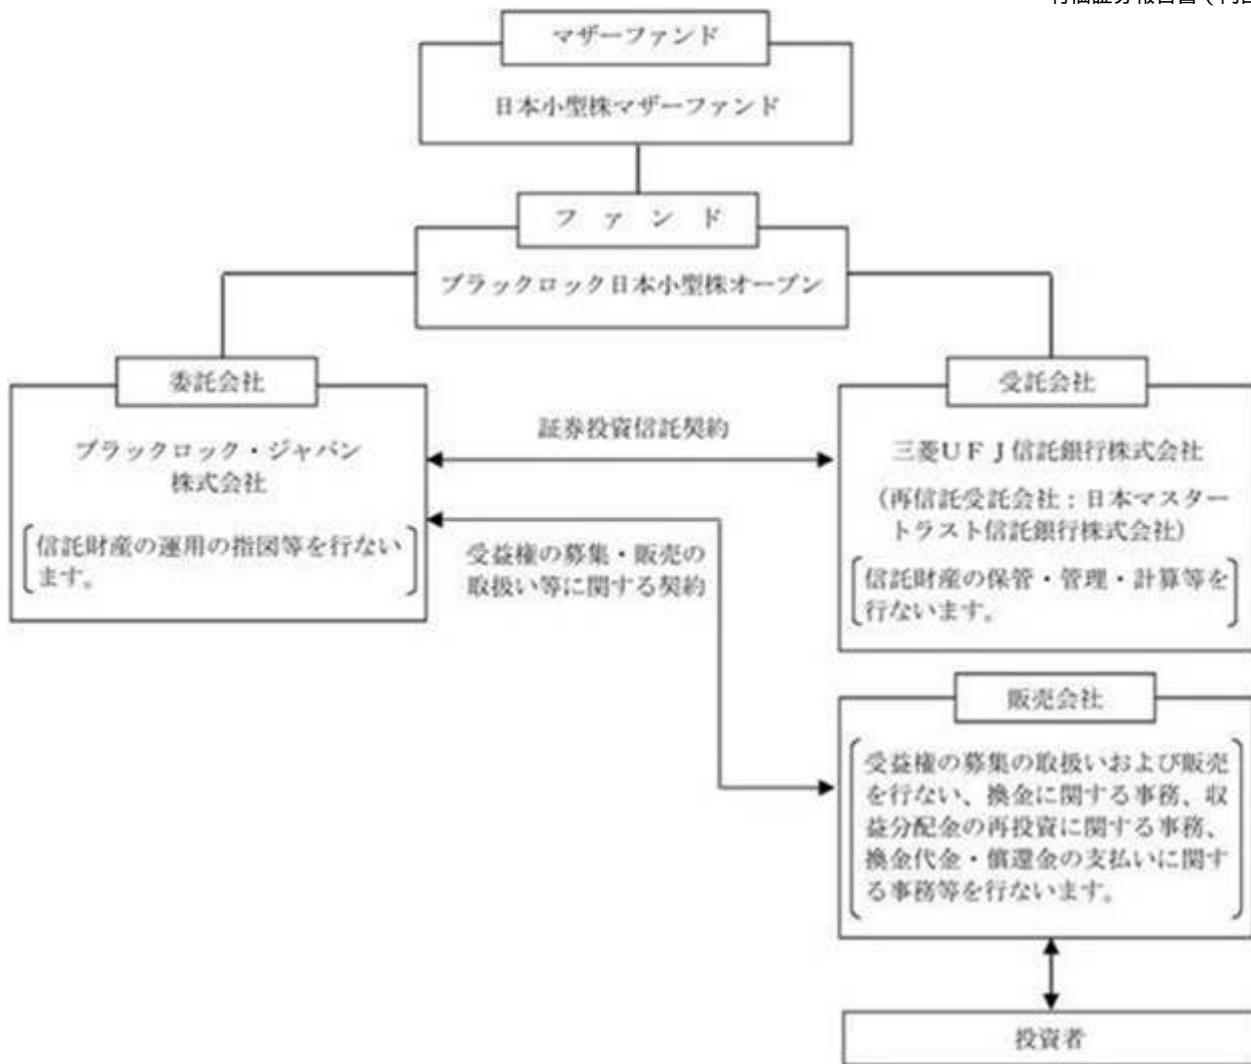 マザーファンド
日本小型株マザーファンド
ファンド
ブラックロック日本小型株オープン
委託会社
ブラックロック・ジャパン
株式会社
信託財産の運用の指図等を行ない
ます。
証券投資信託契約
受益権の募集・販売の
取扱い等に関する契約
受託会社
三菱UFJ信託銀行株式会社
(再信託受託会社：日本マスター
トラスト信託銀行株式会社)
信託財産の保管・管理・計算等を
行ないます。
販売会社
受益権の募集の取扱いおよび販売
を行ない、換金に関する事務、収
益分配金の再投資に関する事務、
換金代金・償還金の支払いに関す
る事務等を行ないます。
投資者